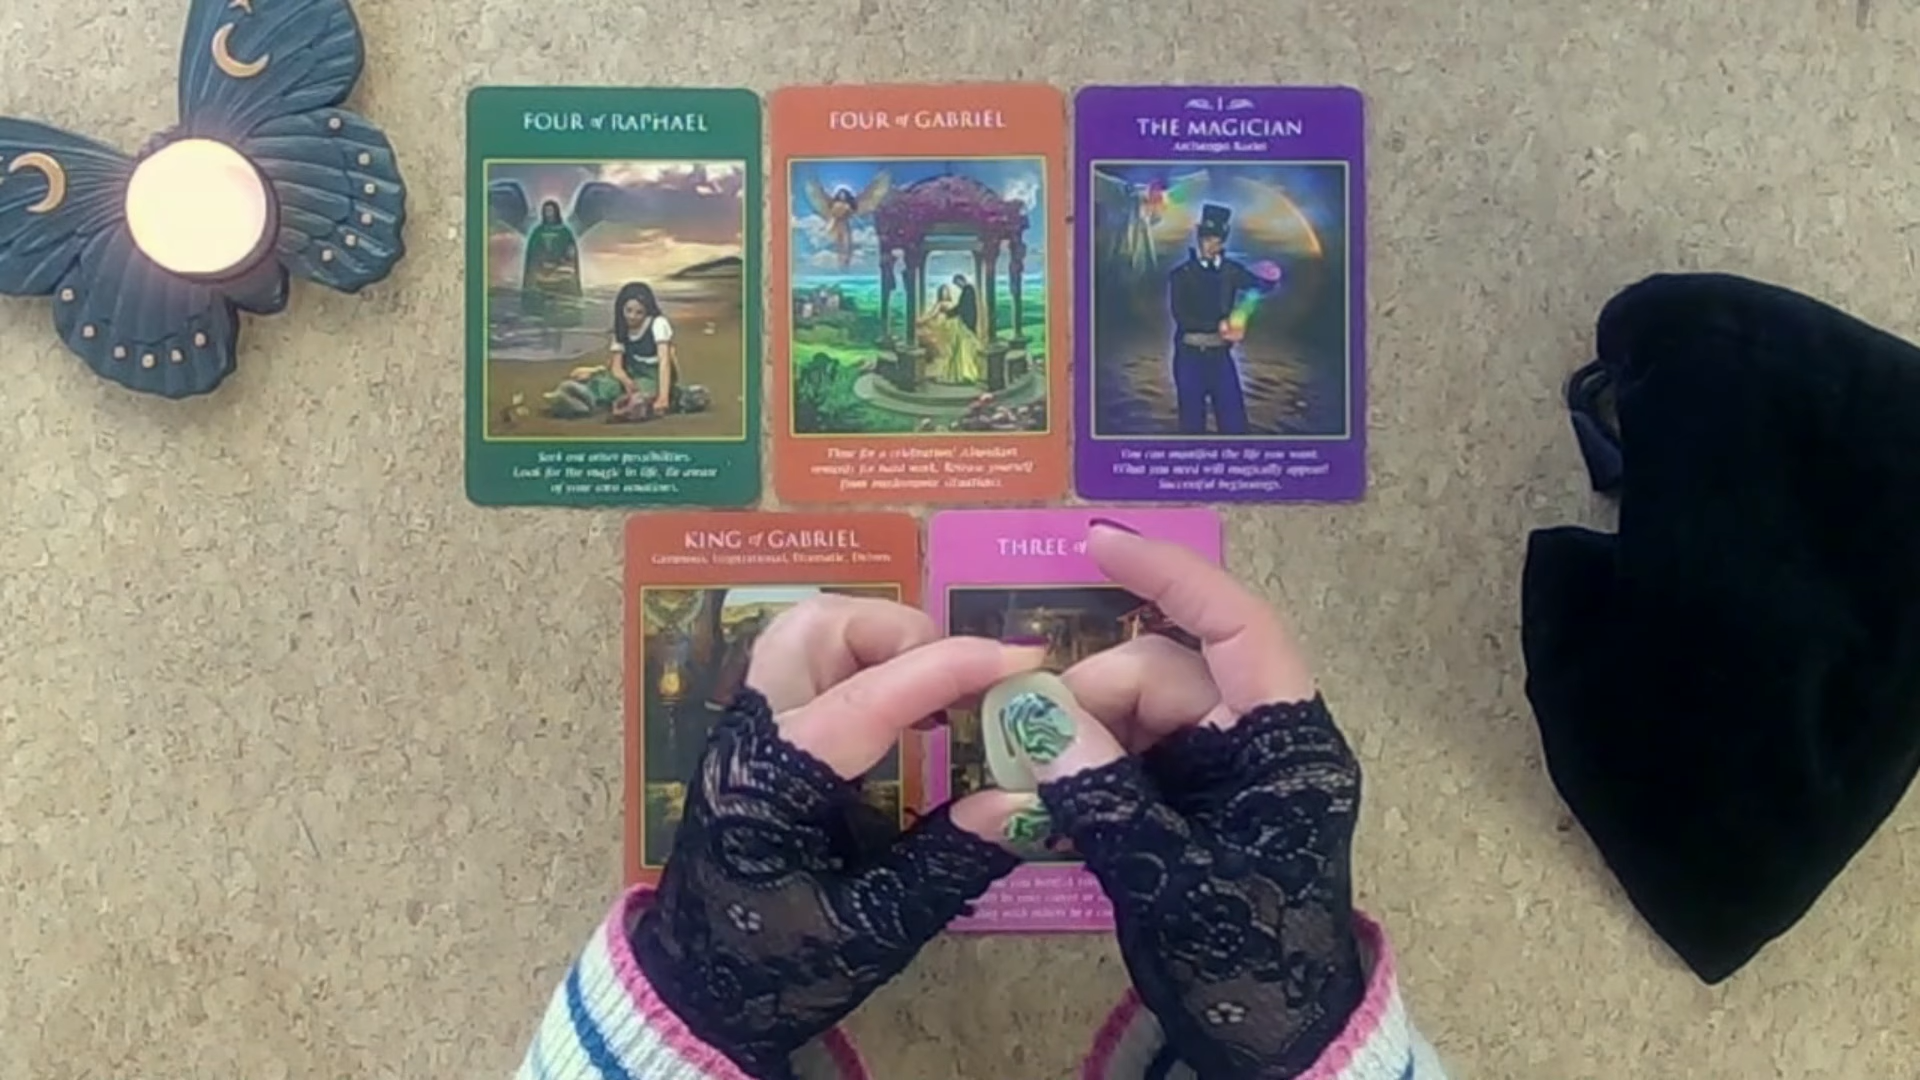 FOUR of RAPHAEL
Seek out other possibilities.
Look for the magic in life. Be aware
of your own emotions.
FOUR of GABRIEL
Time for a celebration! Abundant
rewards for hard work. Release yourself
from situations.
I
THE MAGICIAN
Archangel Raziel
You can manifest the life you want.
What you need will magically appear!
Successful beginnings.
KING of GABRIEL
Generous, Inspirational, Dramatic, Driven
THREE of